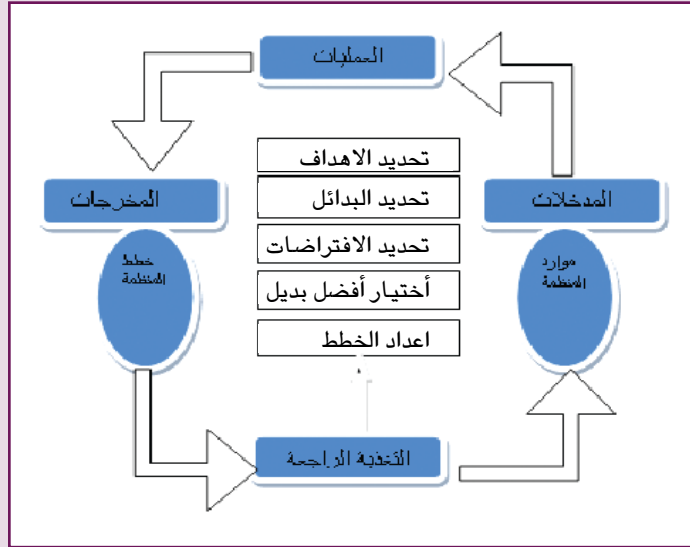 العمليات
المدخلات
المخرجات
تحديد الاهداف
تحديد البدائل
تحديد الافتراضات
أختيار أفضل بديل
اعداد الخطط
موارد
المنظمة
خطط
المنظمة
التغذية الراجعة